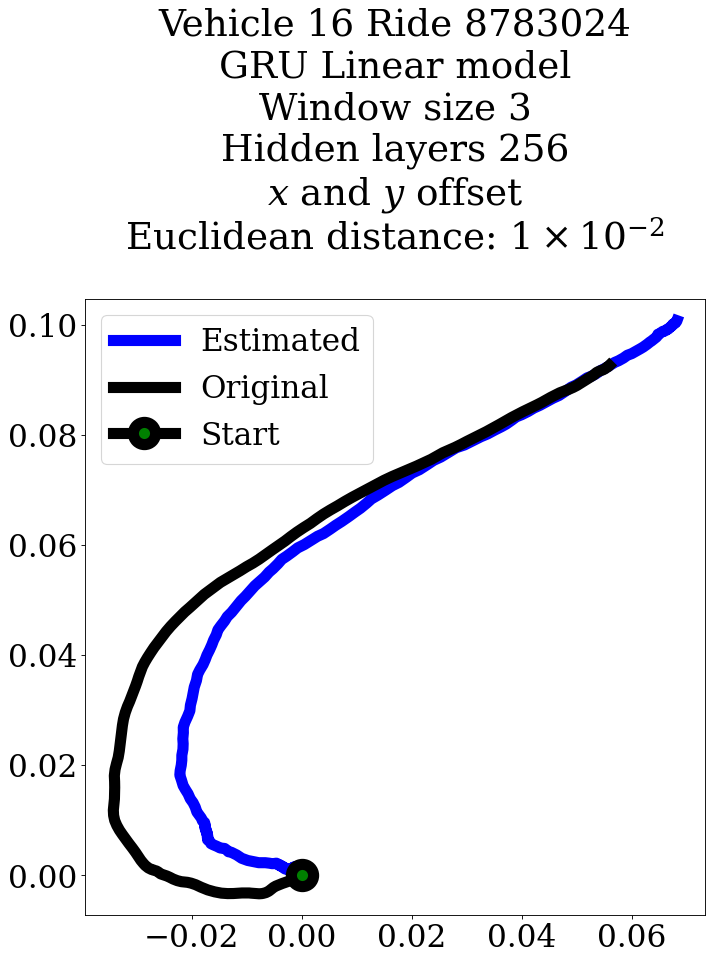 Vehicle 16 Ride 8783024
GRU Linear model
Window size 3
Hidden layers 256
x and y offset
Euclidean distance: 1 × 10⁻²
Estimated
Original
Start
0.10
0.08
0.06
0.04
0.02
0.00
−0.02 0.00 0.02 0.04 0.06